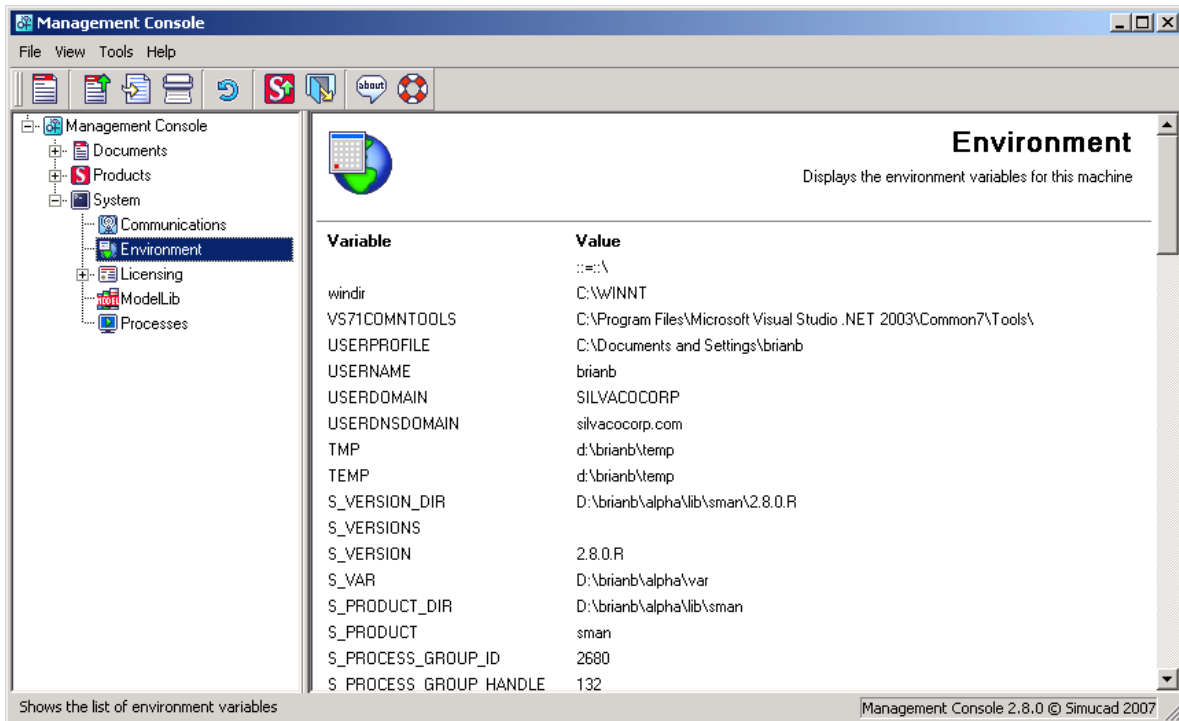 Management Console
File View Tools Help
about
Management Console
Documents
S Products
System
Communications
Environment
Licensing
MODEL ModelLib
Processes
Environment
Displays the environment variables for this machine
Variable Value
::=::\
windir C:\WINNT
VS71COMNTOOLS C:\Program Files\Microsoft Visual Studio .NET 2003\Common7\Tools\
USERPROFILE C:\Documents and Settings\brianb
USERNAME brianb
USERDOMAIN SILVACOCORP
USERDNSDOMAIN silvacocorp.com
TMP d:\brianb\temp
TEMP d:\brianb\temp
S_VERSION_DIR D:\brianb\alpha\lib\sman\2.8.0.R
S_VERSIONS
S_VERSION 2.8.0.R
S_VAR D:\brianb\alpha\var
S_PRODUCT_DIR D:\brianb\alpha\lib\sman
S_PRODUCT sman
S_PROCESS_GROUP_ID 2680
S_PROCESS_GROUP_HANDLE 132
Shows the list of environment variables
Management Console 2.8.0 © Simucad 2007